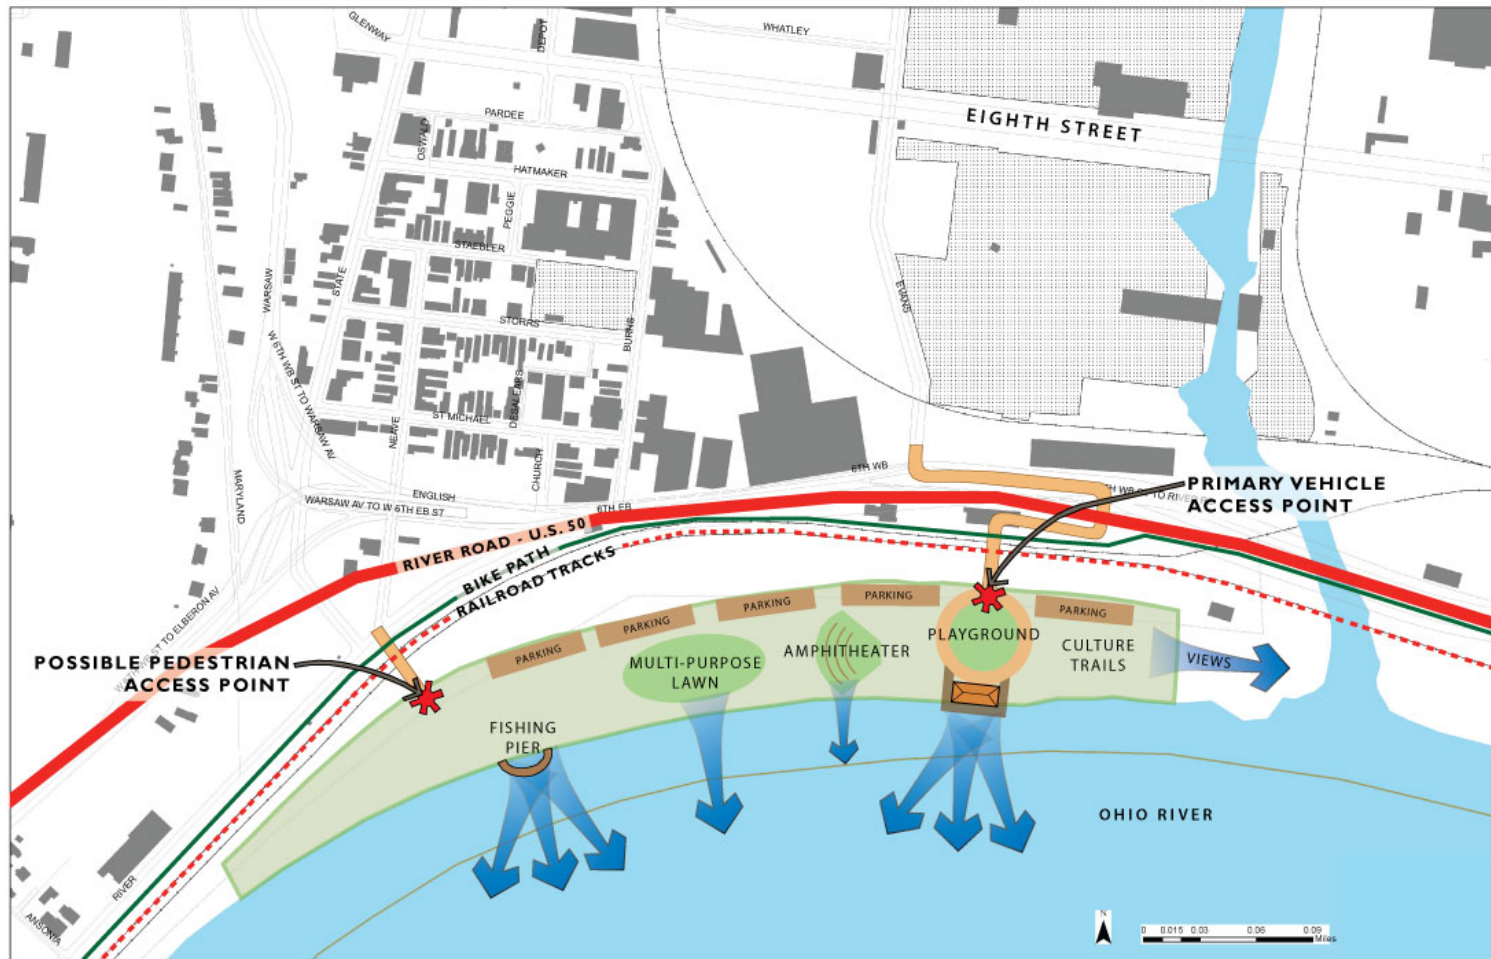 GLENWAY
DEPOT
WHATLEY
PARDEE
OSWALD
EIGHTH STREET
HATMAKER
PEGGIE
STAEBLER
WARSAW
STATE
EVANS
STORRS
BURNS
W 6TH WB ST TO WARSAW AV
DESALES
ST MICHAEL
NEAVE
CHURCH
MARYLAND
ENGLISH
WARSAW AV TO W 6TH EB ST
6TH WB
6TH EB
PRIMARY VEHICLE
ACCESS POINT
RIVER ROAD - U.S. 50
BIKE PATH
RAILROAD TRACKS
PARKING
PARKING
PARKING
PARKING
PARKING
POSSIBLE PEDESTRIAN
ACCESS POINT
MULTI-PURPOSE
LAWN
AMPHITHEATER
PLAYGROUND
CULTURE
TRAILS
VIEWS
FISHING
PIER
OHIO RIVER
RIVER
ANSONIA
N
0 0.015 0.03 0.06 0.09
Miles